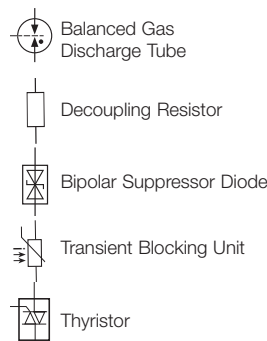 Balanced Gas
Discharge Tube
Decoupling Resistor
Bipolar Suppressor Diode
Transient Blocking Unit
Thyristor